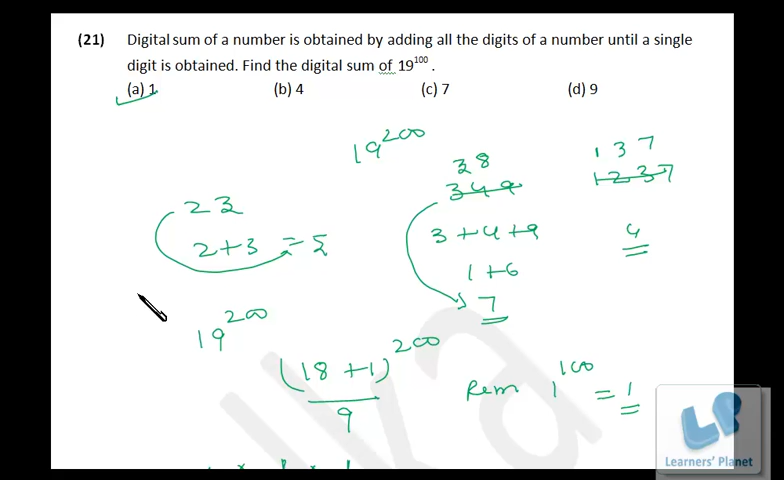 (21) Digital sum of a number is obtained by adding all the digits of a number until a single
digit is obtained. Find the digital sum of 19¹⁰⁰ .
(a) 1 (b) 4 (c) 7 (d) 9
19²⁰⁰
38
349
137
1237
23
2+3 = 5
3+4+9
4
1+6
7
19²⁰⁰
(18+1)²⁰⁰
9
Rem 1¹⁰⁰ = 1
LP
Learners' Planet